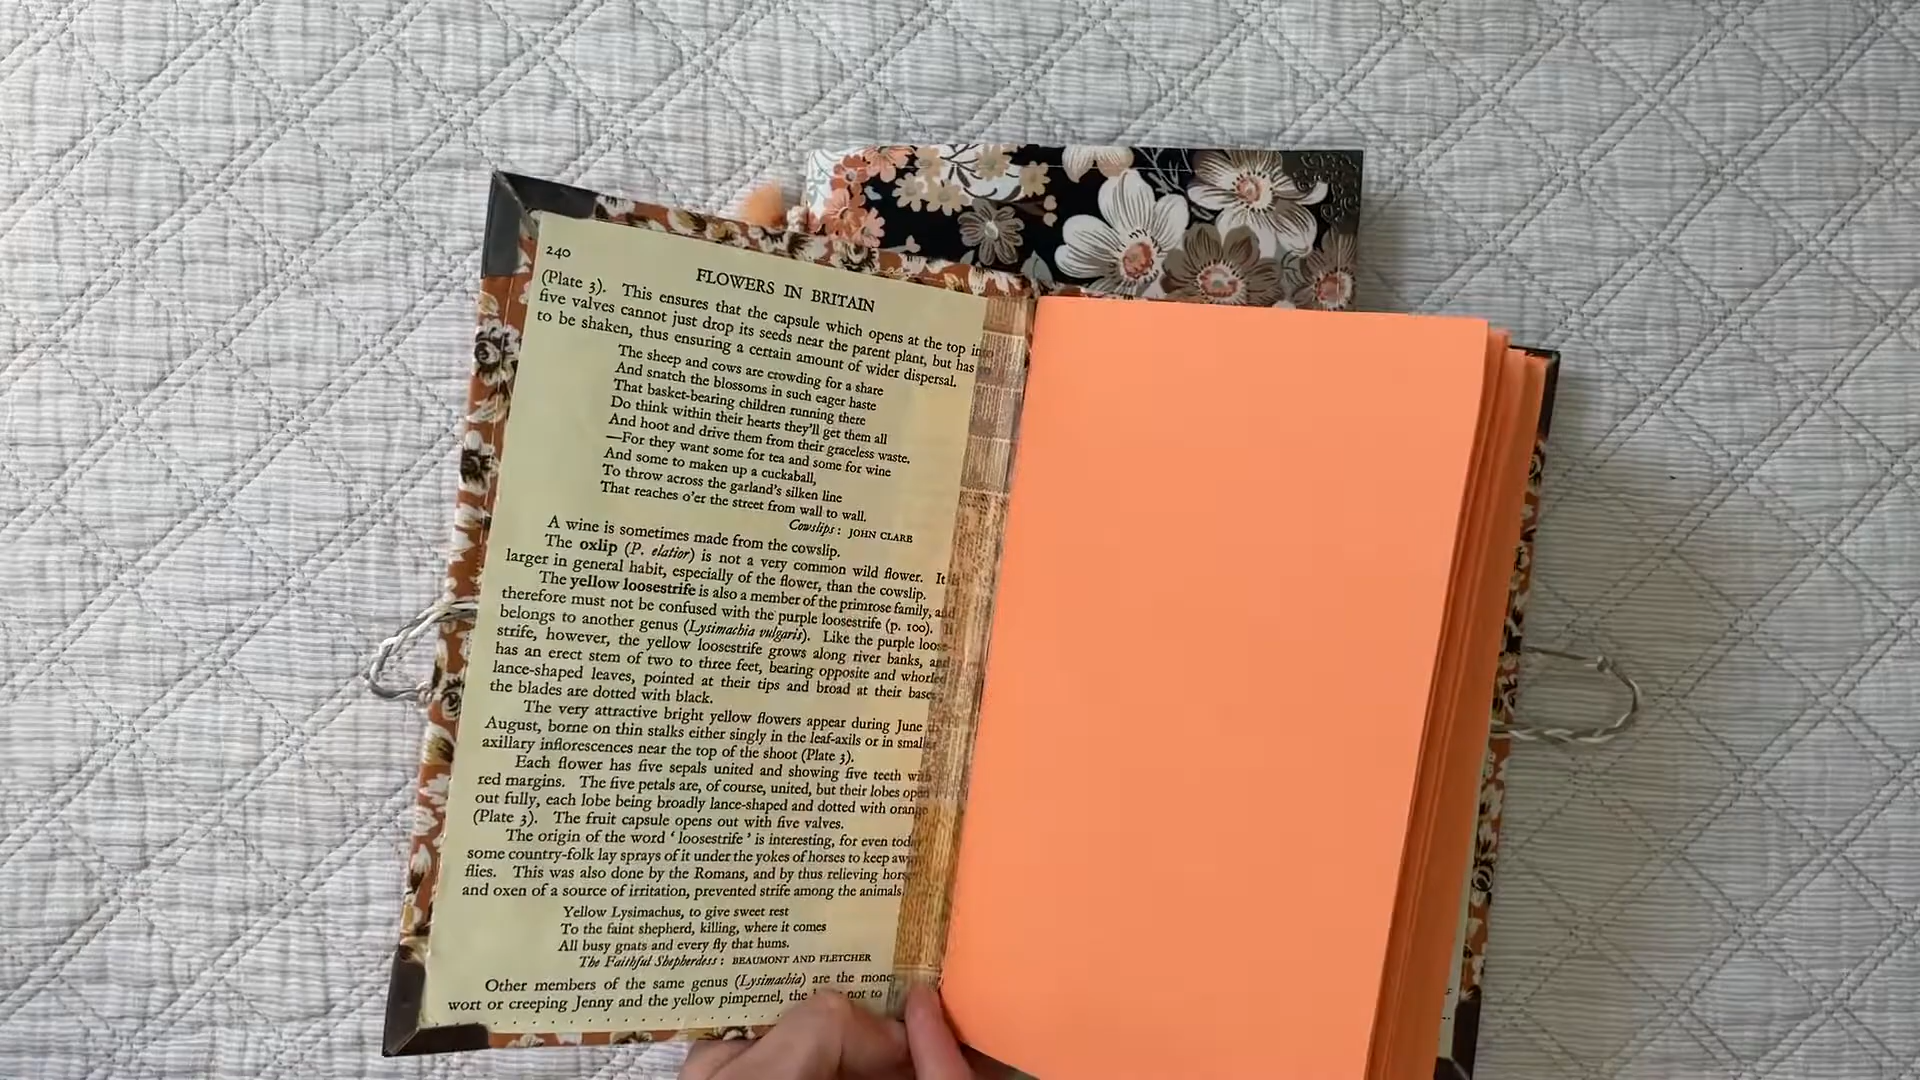 240
FLOWERS IN BRITAIN
(Plate 3). This ensures that the capsule which opens at the top
five valves cannot just drop its seeds near the parent plant, but has
to be shaken, thus ensuring a certain amount of wider dispersal.
The sheep and cows are crowding for a share
And snatch the blossoms in such eager haste
That basket-bearing children running there
Do think within their hearts they'll get them all
And hoot and drive them from their graceless waste.
—For they want some for tea and some for wine
And some to maken up a cuckaball,
To throw across the garland's silken line
That reaches o'er the street from wall to wall.
Cowslips: JOHN CLARE
A wine is sometimes made from the cowslip.
The oxlip (P. elatior) is not a very common wild flower. It
larger in general habit, especially of the flower, than the cowslip.
The yellow loosestrife is also a member of the primrose family,
therefore must not be confused with the purple loosestrife (p. 100).
belongs to another genus (Lysimachia vulgaris). Like the purple loose-
strife, however, the yellow loosestrife grows along river banks,
has an erect stem of two to three feet, bearing opposite and
lance-shaped leaves, pointed at their tips and broad at their
the blades are dotted with black.
The very attractive bright yellow flowers appear during June
August, borne on thin stalks either singly in the leaf-axils or in
axillary inflorescences near the top of the shoot (Plate 3).
Each flower has five sepals united and showing five teeth
red margins. The five petals are, of course, united, but their lobes
out fully, each lobe being broadly lance-shaped and dotted with orange
(Plate 3). The fruit capsule opens out with five valves.
The origin of the word ' loosestrife ' is interesting, for even
some country-folk lay sprays of it under the yokes of horses to keep
flies. This was also done by the Romans, and by thus relieving
and oxen of a source of irritation, prevented strife among the animals.
Yellow Lysimachus, to give sweet rest
To the faint shepherd, killing, where it comes
All busy gnats and every fly that hums.
The Faithful Shepherdess: BEAUMONT AND FLETCHER
Other members of the same genus (Lysimachia) are the
wort or creeping Jenny and the yellow pimpernel, the not to